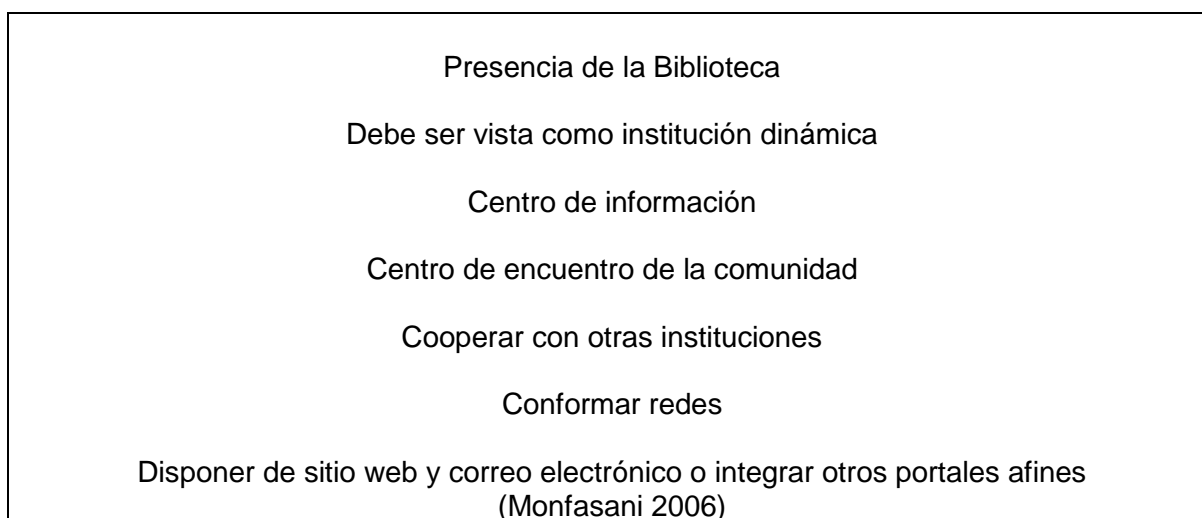 Presencia de la Biblioteca
Debe ser vista como institución dinámica
Centro de información
Centro de encuentro de la comunidad
Cooperar con otras instituciones
Conformar redes
Disponer de sitio web y correo electrónico o integrar otros portales afines
(Monfasani 2006)